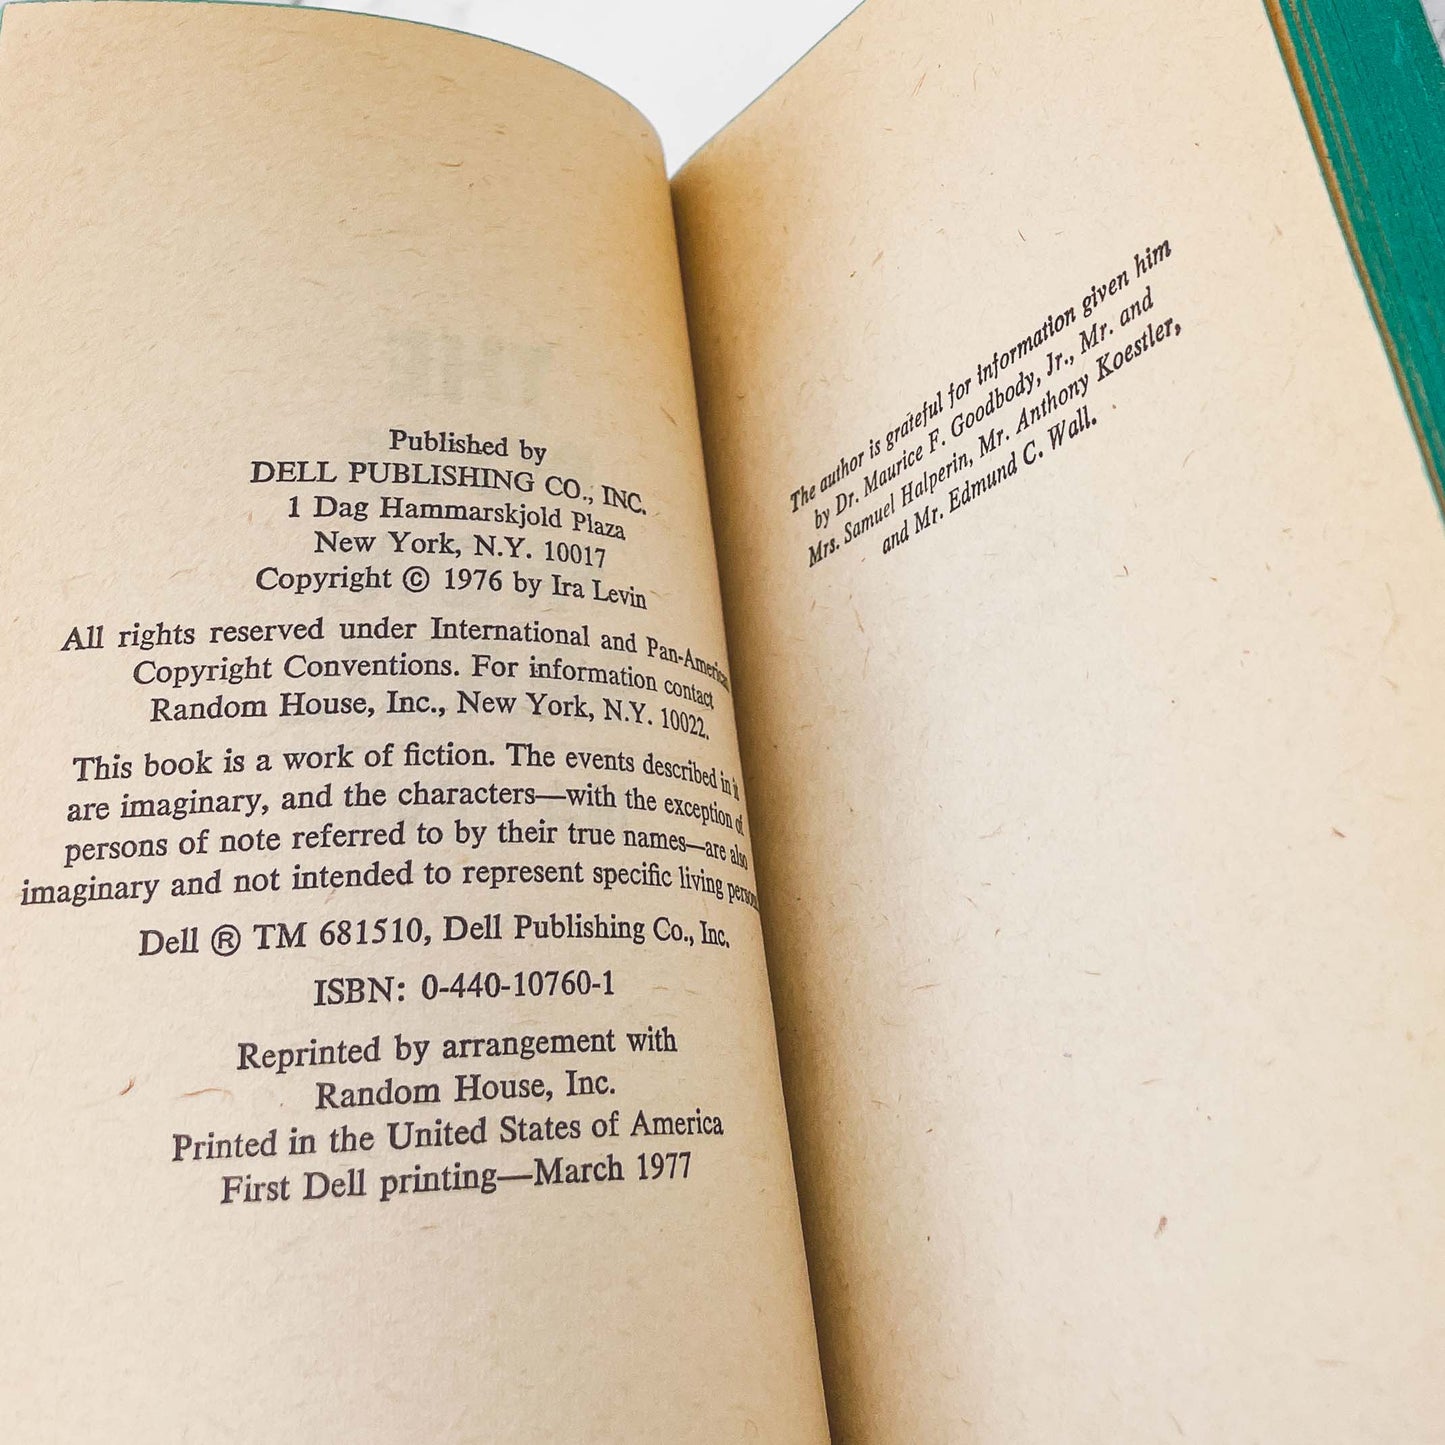 Published by
DELL PUBLISHING CO., INC.
1 Dag Hammarskjold Plaza
New York, N.Y. 10017
Copyright © 1976 by Ira Levin
All rights reserved under International and Pan-American
Copyright Conventions. For information contact
Random House, Inc., New York, N.Y. 10022.
This book is a work of fiction. The events described in it
are imaginary, and the characters—with the exception of
persons of note referred to by their true names—are also
imaginary and not intended to represent specific living persons
Dell ® TM 681510, Dell Publishing Co., Inc.
ISBN: 0-440-10760-1
Reprinted by arrangement with
Random House, Inc.
Printed in the United States of America
First Dell printing—March 1977
The author is grateful for information given him
by Dr. Maurice F. Goodbody, Jr., Mr. and
Mrs. Samuel Halperin, Mr. Anthony Koestler,
and Mr. Edmund C. Wall.